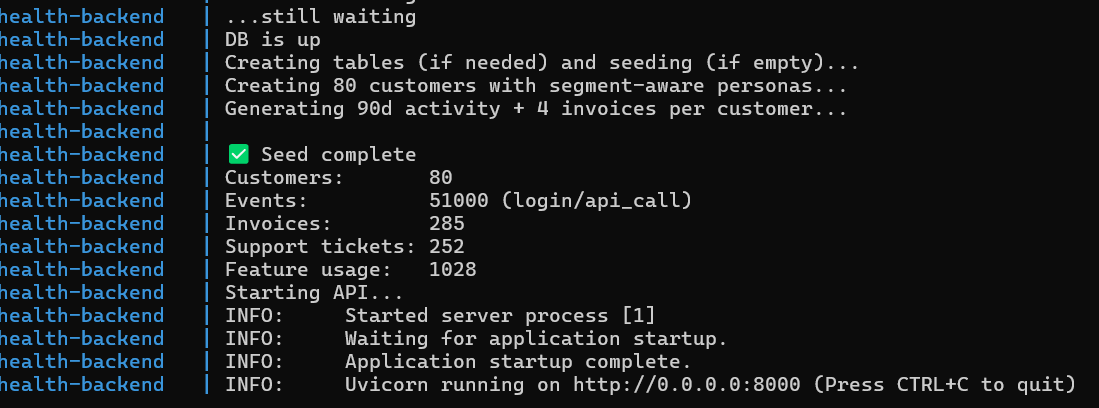 health-backend | ...still waiting
health-backend | DB is up
health-backend | Creating tables (if needed) and seeding (if empty)...
health-backend | Creating 80 customers with segment-aware personas...
health-backend | Generating 90d activity + 4 invoices per customer...
health-backend |
health-backend | ✅ Seed complete
health-backend | Customers: 80
health-backend | Events: 51000 (login/api_call)
health-backend | Invoices: 285
health-backend | Support tickets: 252
health-backend | Feature usage: 1028
health-backend | Starting API...
health-backend | INFO: Started server process [1]
health-backend | INFO: Waiting for application startup.
health-backend | INFO: Application startup complete.
health-backend | INFO: Uvicorn running on http://0.0.0.0:8000 (Press CTRL+C to quit)